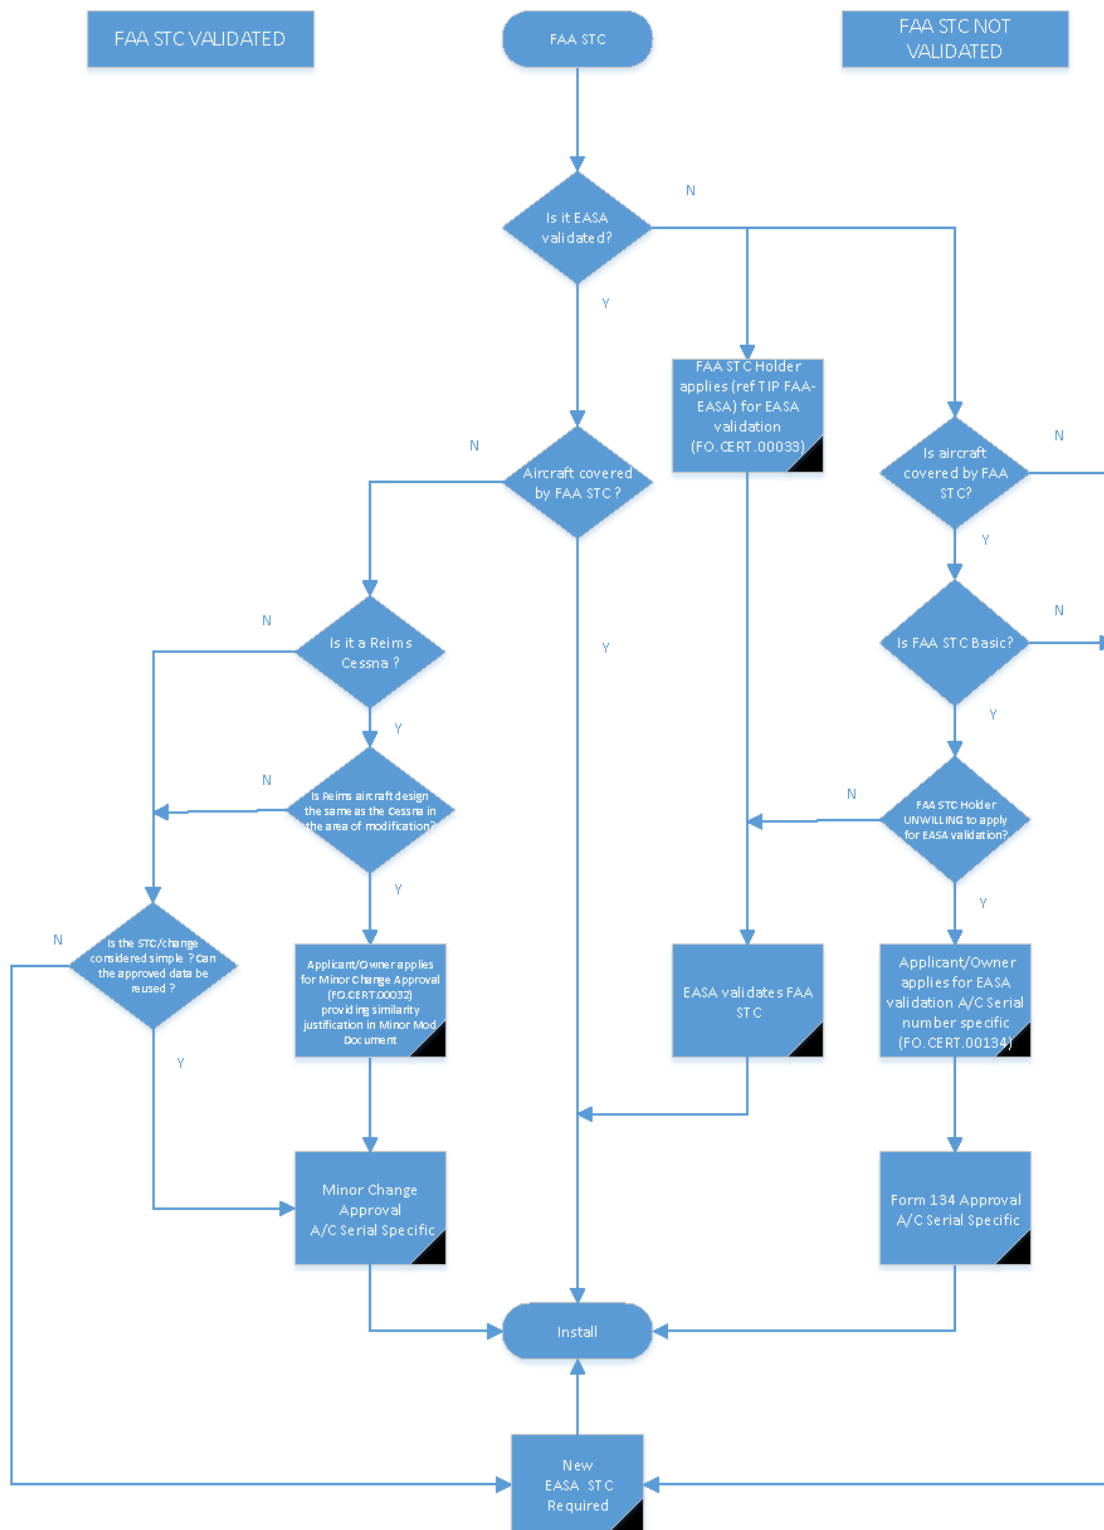 FAA STC VALIDATED
FAA STC
FAA STC NOT
VALIDATED
N
Is it EASA
validated?
Y
FAA STC Holder
applies (ref TIP FAA-
EASA) for EASA
validation
(FO.CERT.00033)
N
Aircraft covered
by FAA STC ?
N
Is aircraft
covered by FAA
STC?
Y
N
Is it a Reims
Cessna ?
Y
Y
N
Is FAA STC Basic?
Y
N
Is Reims aircraft design
the same as the Cessna in
the area of modification?
Y
N
FAA STC Holder
UNWILLING to apply
for EASA validation?
Y
N
Is the STC/change
considered simple ? Can
the approved data be
reused ?
Y
Applicant/Owner applies
for Minor Change Approval
(FO.CERT.00032)
providing similarity
justification in Minor Mod
Document
EASA validates FAA
STC
Applicant/Owner
applies for EASA
validation A/C Serial
number specific
(FO.CERT.00134)
Minor Change
Approval
A/C Serial Specific
Form 134 Approval
A/C Serial Specific
Install
New
EASA STC
Required